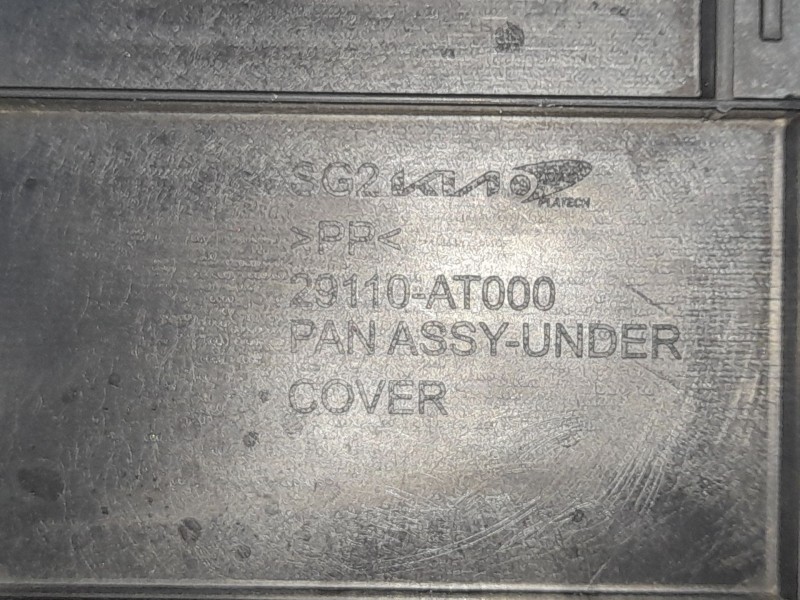 SG2 KIA PLATECH
>PP<
29110-AT000
PAN ASSY-UNDER
COVER